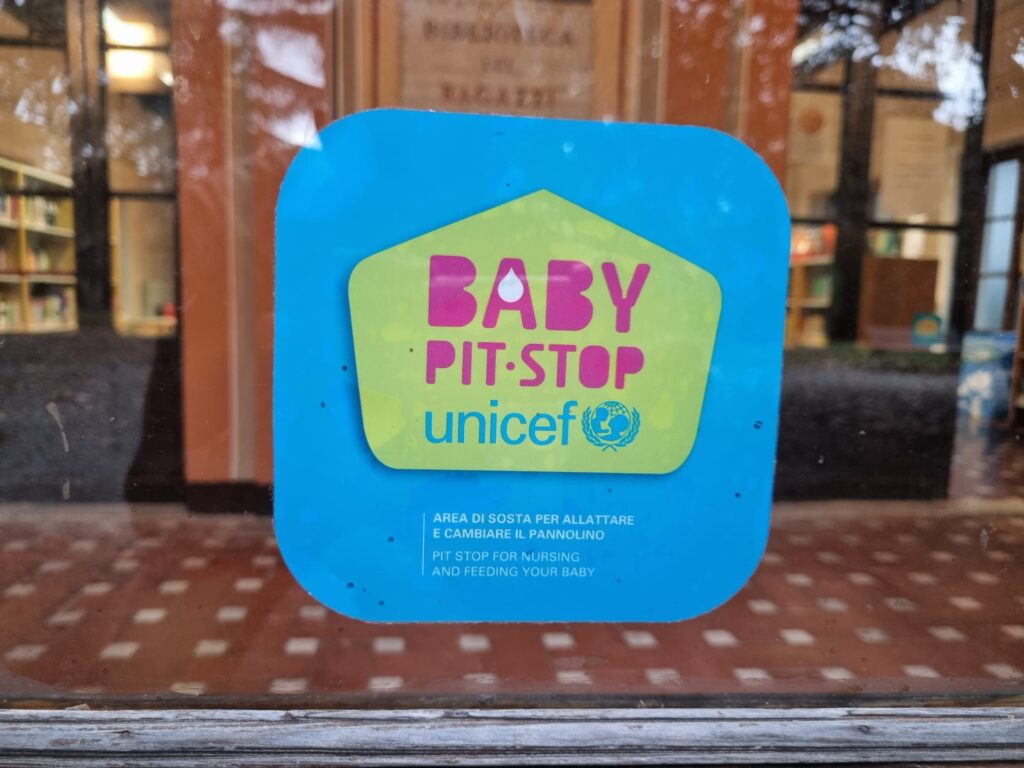 BIBLIOTECA
DEI
RAGAZZI
BABY
PIT·STOP
unicef
AREA DI SOSTA PER ALLATTARE
E CAMBIARE IL PANNOLINO
PIT STOP FOR NURSING
AND FEEDING YOUR BABY